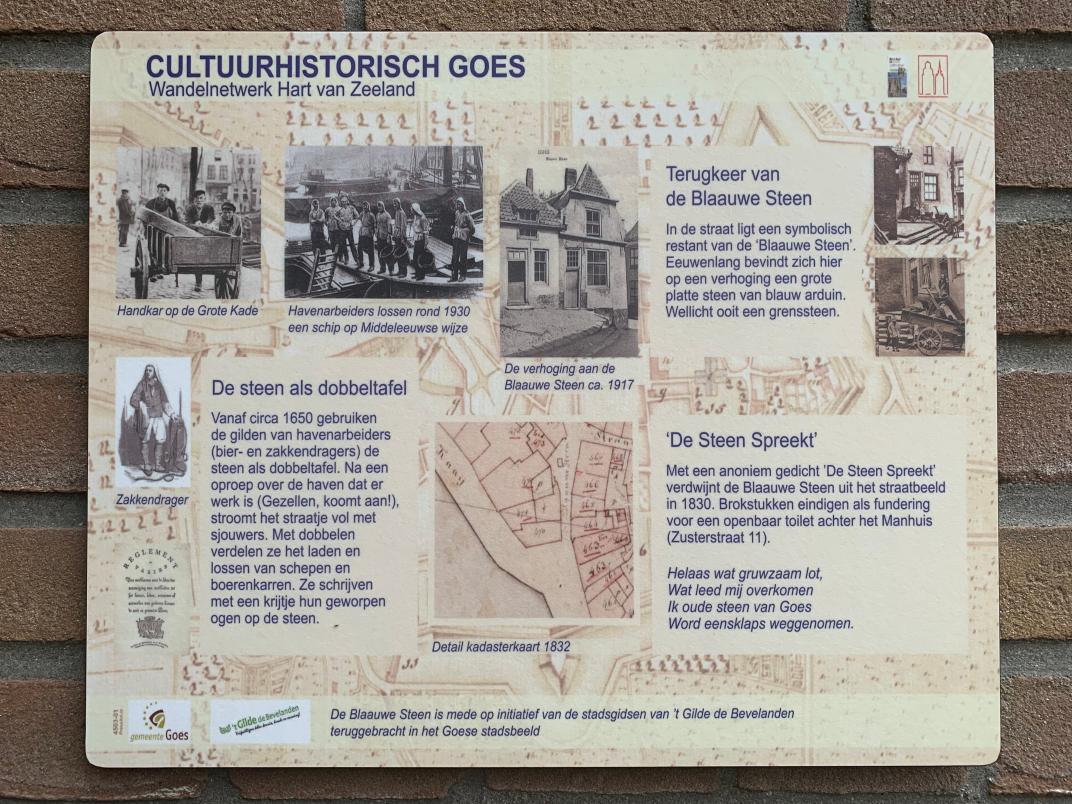 CULTUURHISTORISCH GOES
Wandelnetwerk Hart van Zeeland
Handkar op de Grote Kade
Havenarbeiders lossen rond 1930
een schip op Middeleeuwse wijze
De verhoging aan de
Blaauwe Steen ca. 1917
Terugkeer van
de Blaauwe Steen
In de straat ligt een symbolisch
restant van de 'Blaauwe Steen'.
Eeuwenlang bevindt zich hier
op een verhoging een grote
platte steen van blauw arduin.
Wellicht ooit een grenssteen.
Zakkendrager
De steen als dobbeltafel
Vanaf circa 1650 gebruiken
de gilden van havenarbeiders
(bier- en zakkendragers) de
steen als dobbeltafel. Na een
oproep over de haven dat er
werk is (Gezellen, koomt aan!),
stroomt het straatje vol met
sjouwers. Met dobbelen
verdelen ze het laden en
lossen van schepen en
boerenkarren. Ze schrijven
met een krijtje hun geworpen
ogen op de steen.
REGLEMENT
Detail kadasterkaart 1832
'De Steen Spreekt'
Met een anoniem gedicht 'De Steen Spreekt'
verdwijnt de Blaauwe Steen uit het straatbeeld
in 1830. Brokstukken eindigen als fundering
voor een openbaar toilet achter het Manhuis
(Zusterstraat 11).
Helaas wat gruwzaam lot,
Wat leed mij overkomen
Ik oude steen van Goes
Word eensklaps weggenomen.
4503-01
gemeente Goes
't Gilde de Bevelanden
De Blaauwe Steen is mede op initiatief van de stadsgidsen van 't Gilde de Bevelanden
teruggebracht in het Goese stadsbeeld